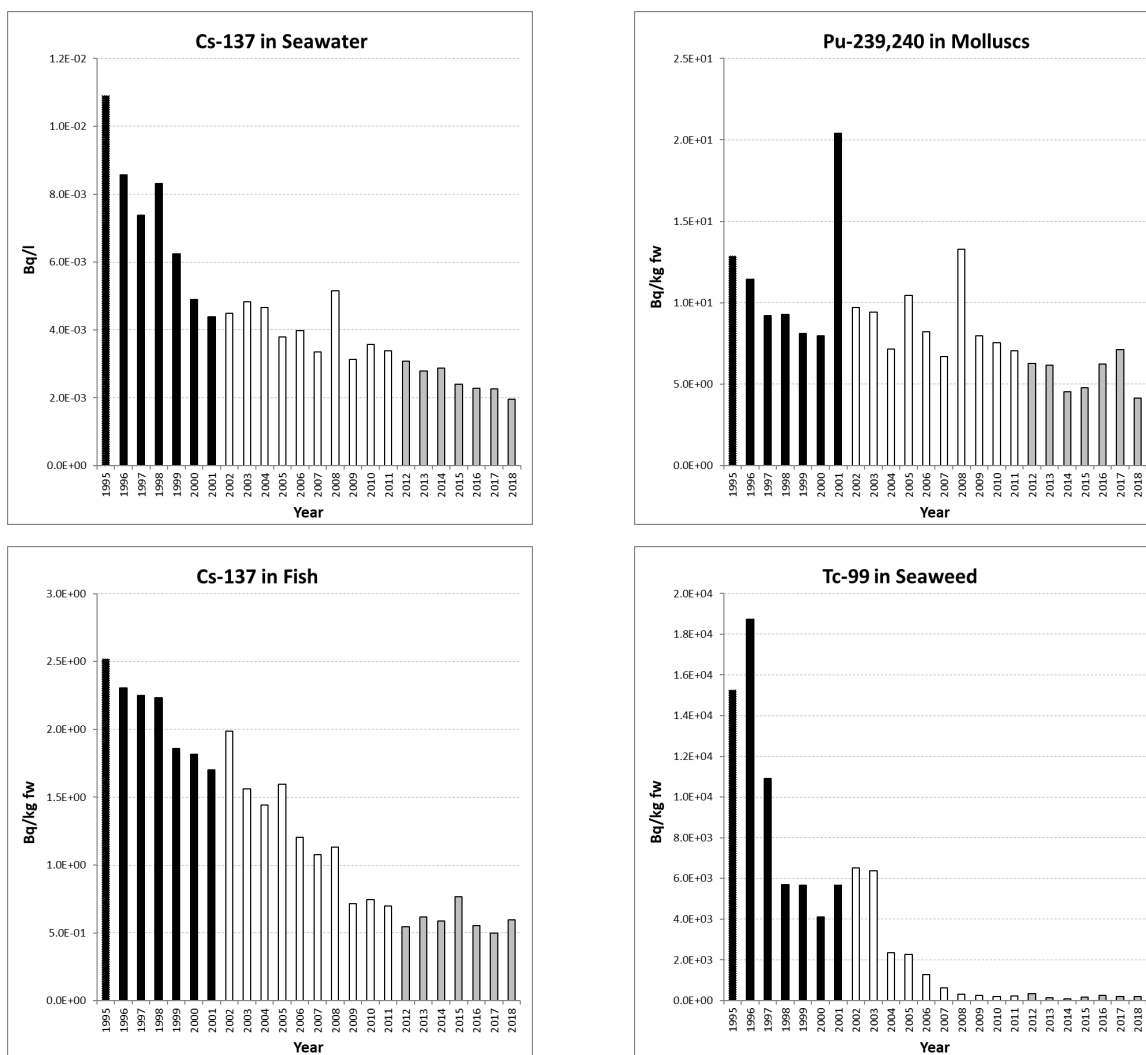 Cs-137 in Seawater
1.2E-02
1.0E-02
8.0E-03
6.0E-03
4.0E-03
2.0E-03
0.0E+00
Bq/l
1995 1996 1997 1998 1999 2000 2001 2002 2003 2004 2005 2006 2007 2008 2009 2010 2011 2012 2013 2014 2015 2016 2017 2018
Year
Pu-239,240 in Molluscs
2.5E+01
2.0E+01
1.5E+01
1.0E+01
5.0E+00
0.0E+00
Bq/kg fw
1995 1996 1997 1998 1999 2000 2001 2002 2003 2004 2005 2006 2007 2008 2009 2010 2011 2012 2013 2014 2015 2016 2017 2018
Year
Cs-137 in Fish
3.0E+00
2.5E+00
2.0E+00
1.5E+00
1.0E+00
5.0E-01
0.0E+00
Bq/kg fw
1995 1996 1997 1998 1999 2000 2001 2002 2003 2004 2005 2006 2007 2008 2009 2010 2011 2012 2013 2014 2015 2016 2017 2018
Year
Tc-99 in Seaweed
2.0E+04
1.8E+04
1.6E+04
1.4E+04
1.2E+04
1.0E+04
8.0E+03
6.0E+03
4.0E+03
2.0E+03
0.0E+00
Bq/kg fw
1995 1996 1997 1998 1999 2000 2001 2002 2003 2004 2005 2006 2007 2008 2009 2010 2011 2012 2013 2014 2015 2016 2017 2018
Year